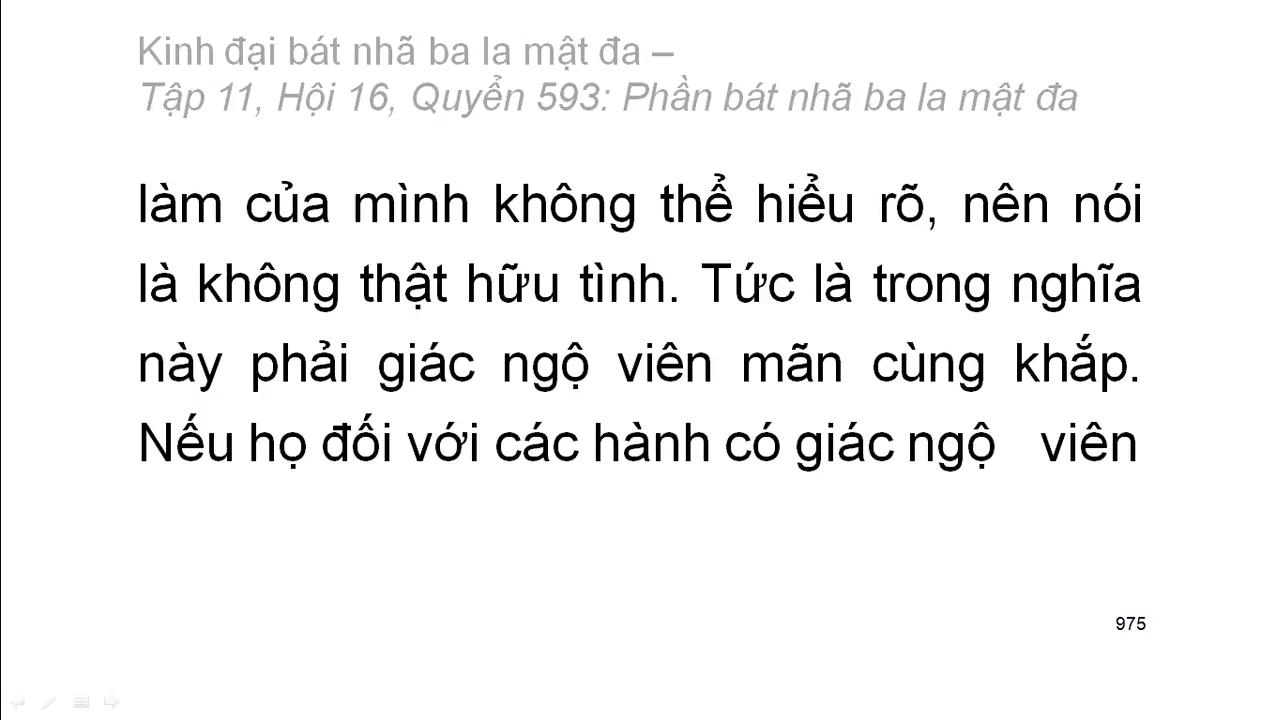 Kinh đại bát nhã ba la mật đa –
Tập 11, Hội 16, Quyển 593: Phần bát nhã ba la mật đa
làm của mình không thể hiểu rõ, nên nói
là không thật hữu tình. Tức là trong nghĩa
này phải giác ngộ viên mãn cùng khắp.
Nếu họ đối với các hành có giác ngộ viên
975